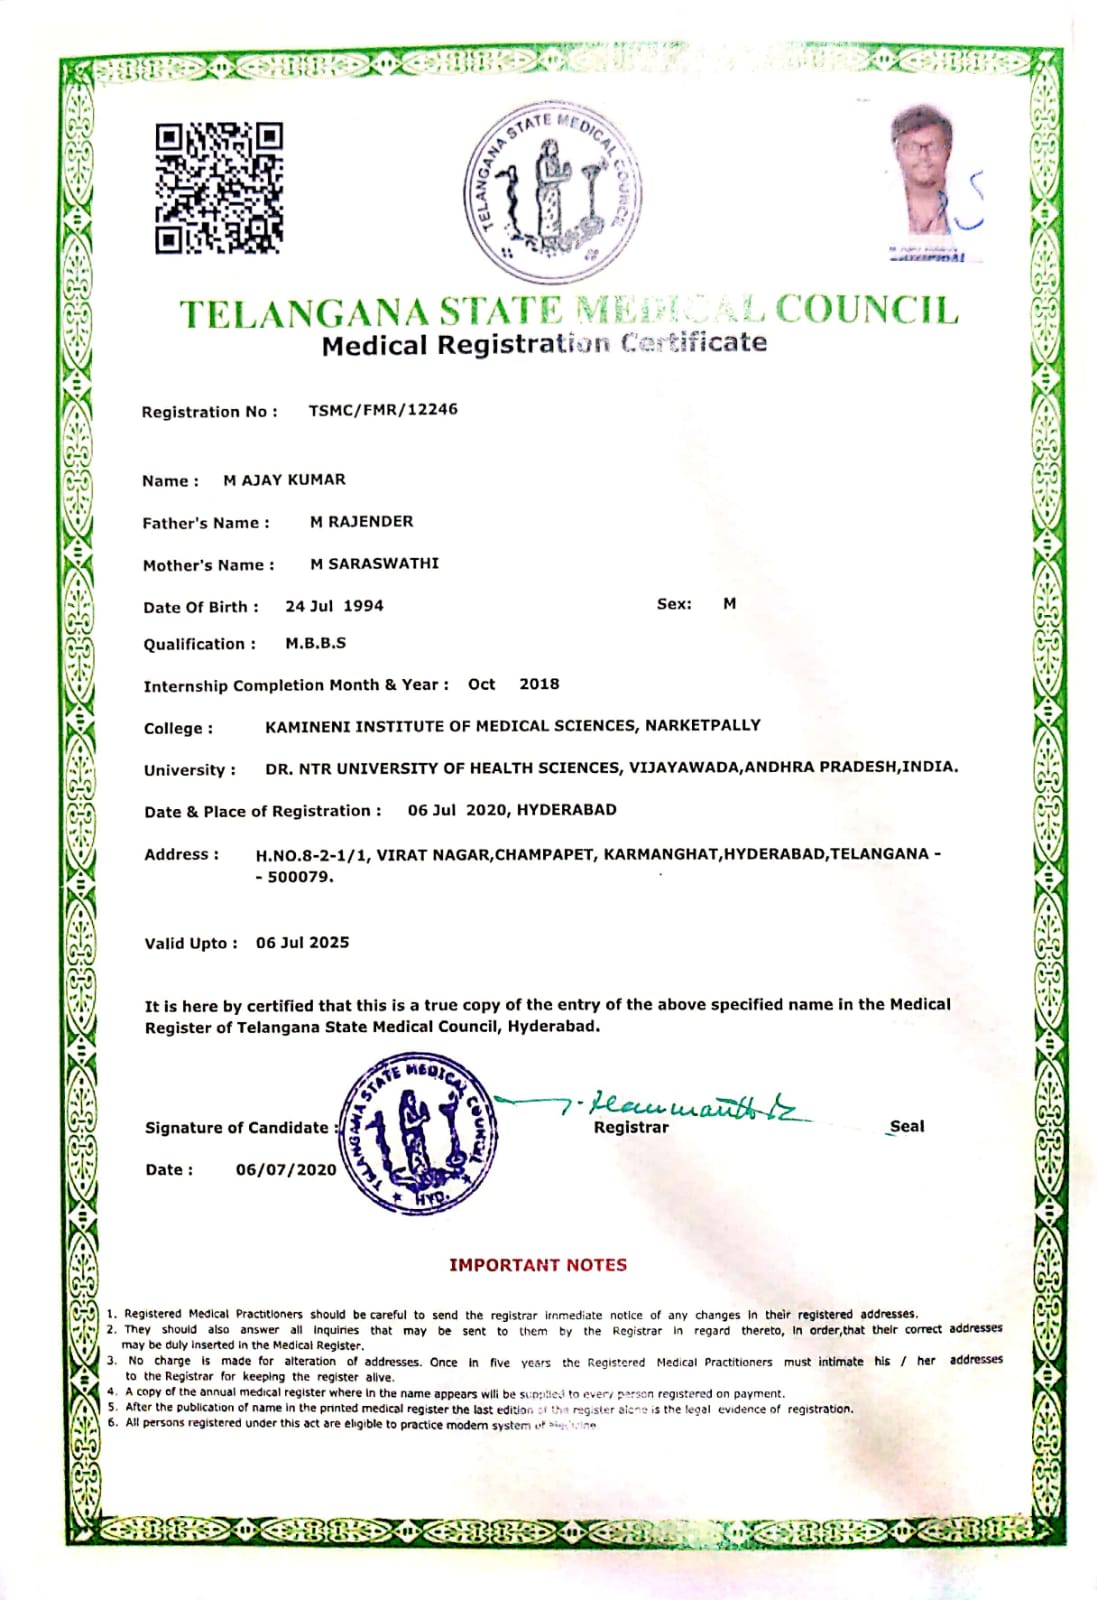 TELANGANA STATE MEDICAL COUNCIL
TELANGANA STATE MEDICAL COUNCIL
Medical Registration Certificate
Registration No : TSMC/FMR/12246
Name : M AJAY KUMAR
Father's Name : M RAJENDER
Mother's Name : M SARASWATHI
Date Of Birth : 24 Jul 1994 Sex: M
Qualification : M.B.B.S
Internship Completion Month & Year : Oct 2018
College : KAMINENI INSTITUTE OF MEDICAL SCIENCES, NARKETPALLY
University : DR. NTR UNIVERSITY OF HEALTH SCIENCES, VIJAYAWADA,ANDHRA PRADESH,INDIA.
Date & Place of Registration : 06 Jul 2020, HYDERABAD
Address : H.NO.8-2-1/1, VIRAT NAGAR,CHAMPAPET, KARMANGHAT,HYDERABAD,TELANGANA -
- 500079.
Valid Upto : 06 Jul 2025
It is here by certified that this is a true copy of the entry of the above specified name in the Medical
Register of Telangana State Medical Council, Hyderabad.
TELANGANA STATE MEDICAL COUNCIL
HYD.
Signature of Candidate : Registrar Seal
Date : 06/07/2020
IMPORTANT NOTES
1. Registered Medical Practitioners should be careful to send the registrar immediate notice of any changes in their registered addresses.
2. They should also answer all inquiries that may be sent to them by the Registrar in regard thereto, in order,that their correct addresses
may be duly inserted in the Medical Register.
3. No charge is made for alteration of addresses. Once in five years the Registered Medical Practitioners must intimate his / her addresses
to the Registrar for keeping the register alive.
4. A copy of the annual medical register where in the name appears will be supplied to every person registered on payment.
5. After the publication of name in the printed medical register the last edition of the register alone is the legal evidence of registration.
6. All persons registered under this act are eligible to practice modern system of